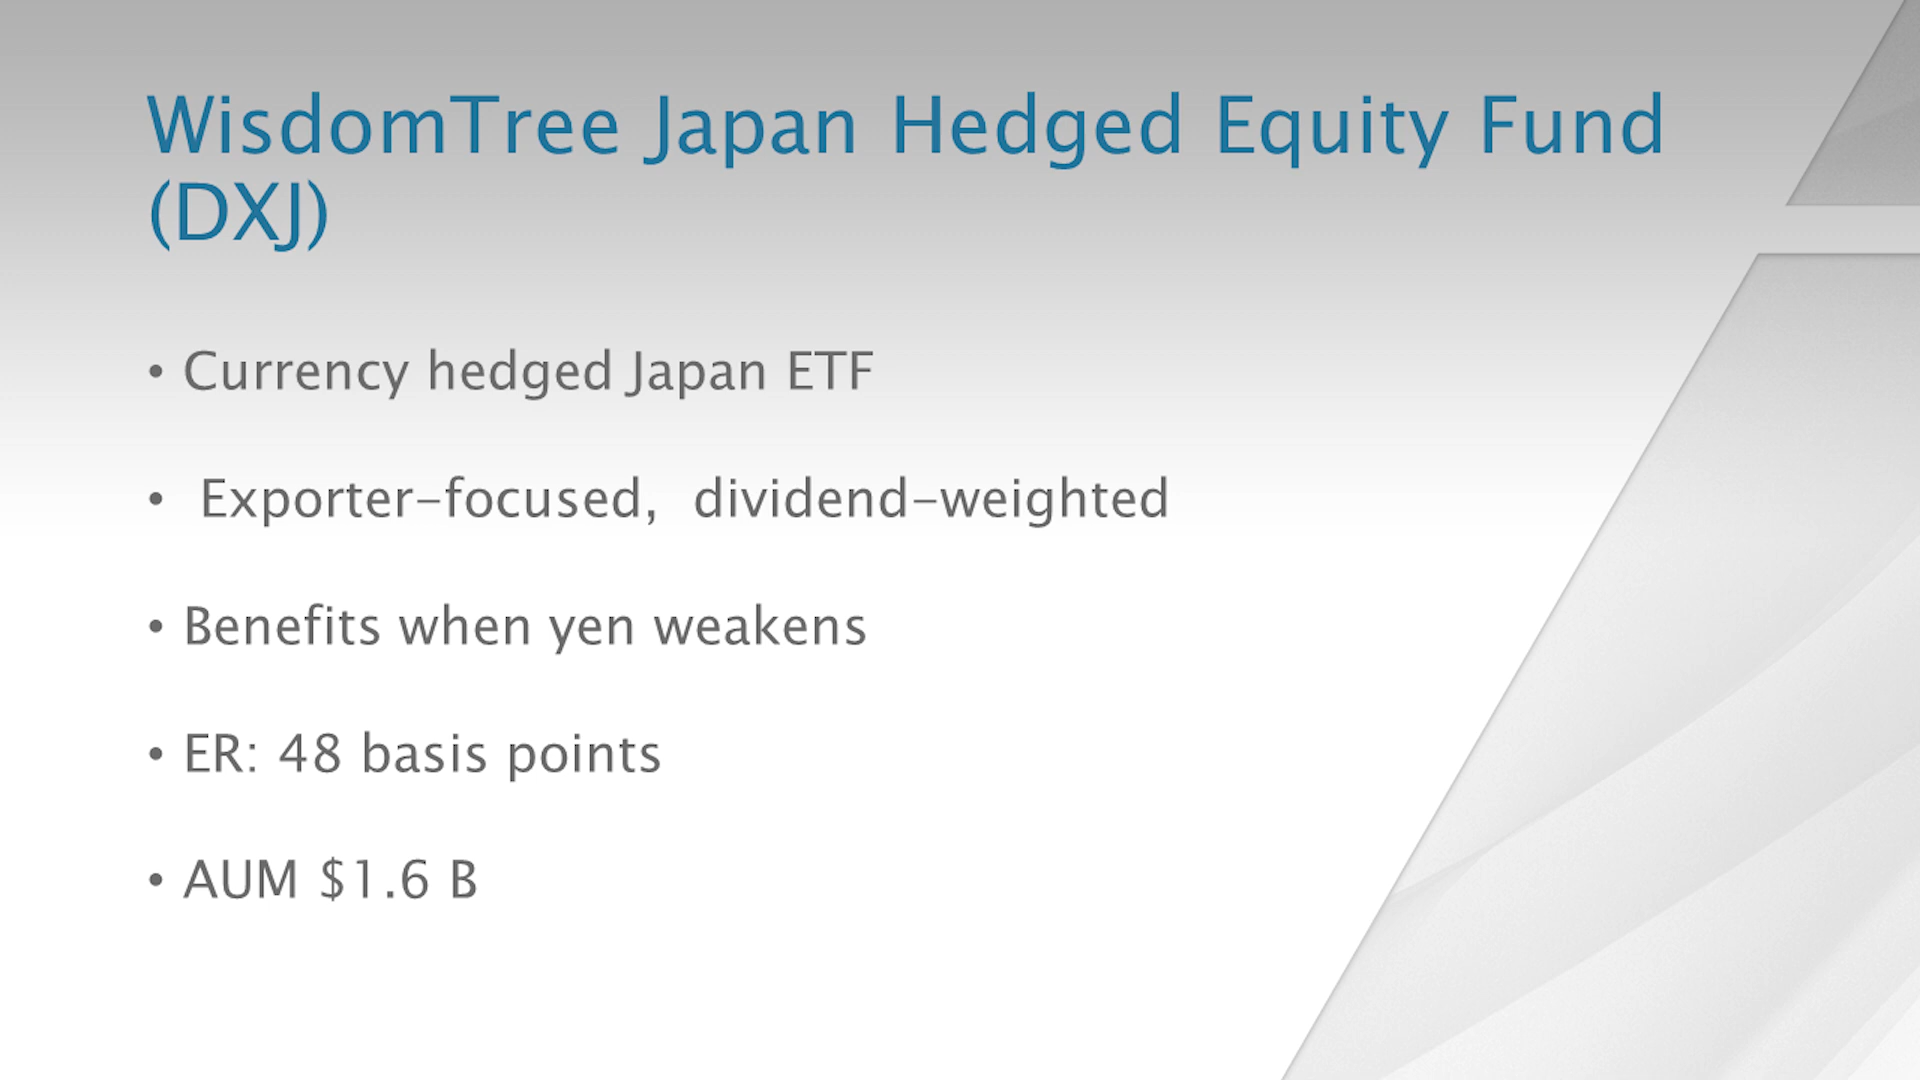 WisdomTree Japan Hedged Equity Fund
(DXJ)
• Currency hedged Japan ETF
• Exporter-focused, dividend-weighted
• Benefits when yen weakens
• ER: 48 basis points
• AUM $1.6 B